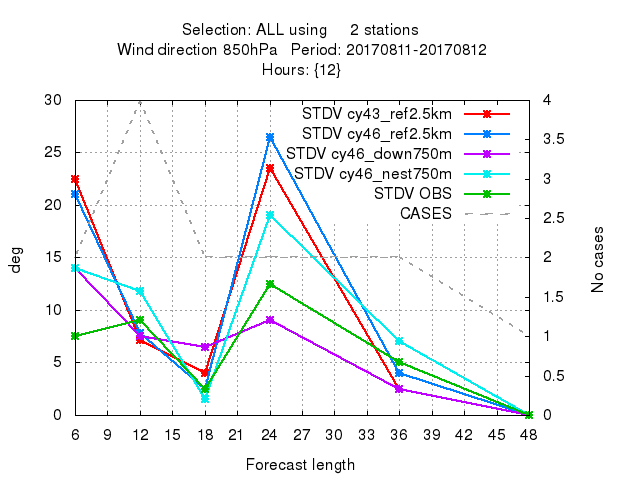 Selection: ALL using 2 stations
Wind direction 850hPa Period: 20170811-20170812
Hours: {12}
STDV cy43_ref2.5km
STDV cy46_ref2.5km
STDV cy46_down750m
STDV cy46_nest750m
STDV OBS
CASES
deg
30
25
20
15
10
5
0
4
3.5
3
2.5
2
1.5
1
0.5
0
No cases
6 9 12 15 18 21 24 27 30 33 36 39 42 45 48
Forecast length